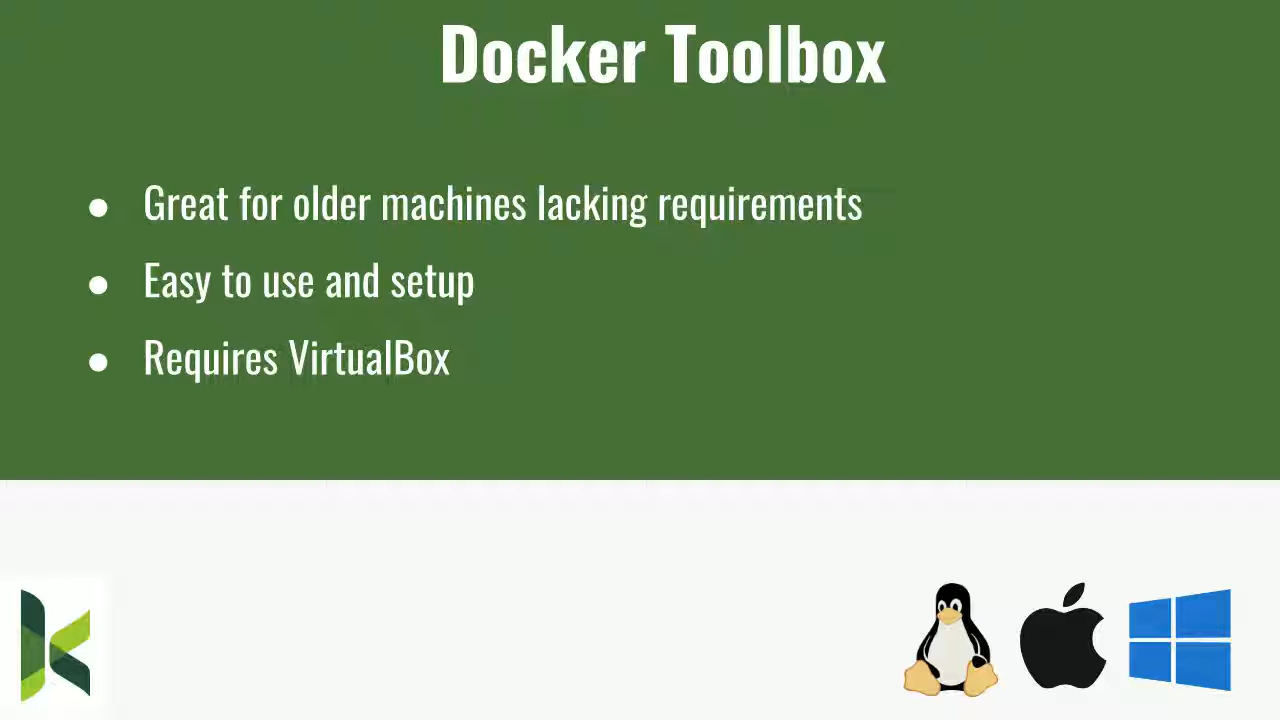 Docker Toolbox
● Great for older machines lacking requirements
● Easy to use and setup
● Requires VirtualBox